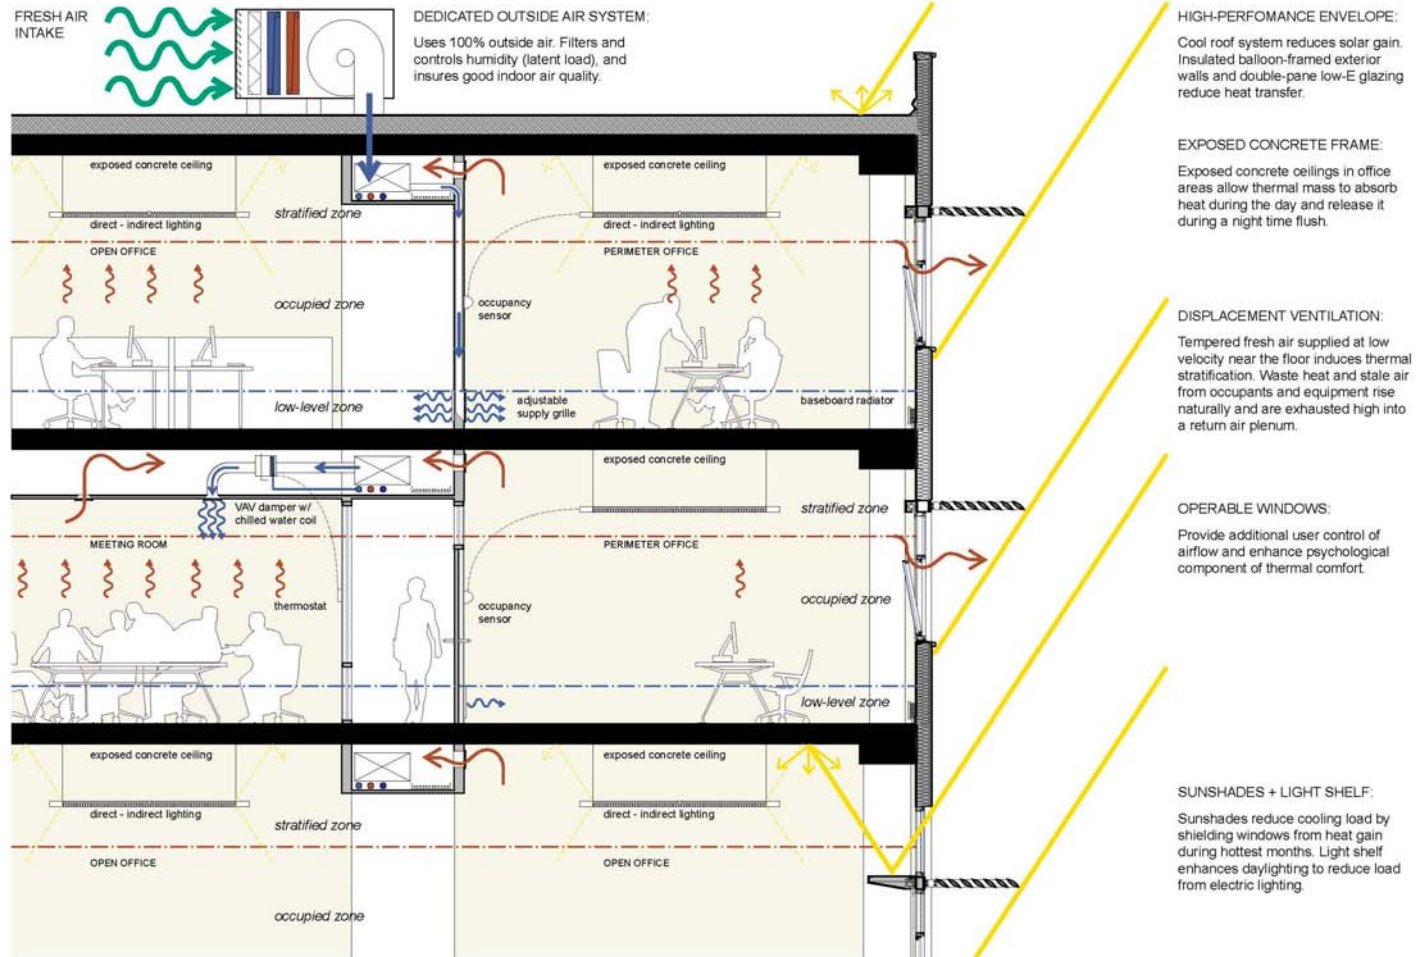 FRESH AIR
INTAKE
DEDICATED OUTSIDE AIR SYSTEM:
Uses 100% outside air. Filters and
controls humidity (latent load), and
insures good indoor air quality.
HIGH-PERFOMANCE ENVELOPE:
Cool roof system reduces solar gain.
Insulated balloon-framed exterior
walls and double-pane low-E glazing
reduce heat transfer.
EXPOSED CONCRETE FRAME:
Exposed concrete ceilings in office
areas allow thermal mass to absorb
heat during the day and release it
during a night time flush.
DISPLACEMENT VENTILATION:
Tempered fresh air supplied at low
velocity near the floor induces thermal
stratification. Waste heat and stale air
from occupants and equipment rise
naturally and are exhausted high into
a return air plenum.
OPERABLE WINDOWS:
Provide additional user control of
airflow and enhance psychological
component of thermal comfort.
SUNSHADES + LIGHT SHELF:
Sunshades reduce cooling load by
shielding windows from heat gain
during hottest months. Light shelf
enhances daylighting to reduce load
from electric lighting.
exposed concrete ceiling
exposed concrete ceiling
stratified zone
direct - indirect lighting
direct - indirect lighting
OPEN OFFICE
PERIMETER OFFICE
occupied zone
occupancy
sensor
low-level zone
adjustable
supply grille
baseboard radiator
exposed concrete ceiling
VAV damper w/
chilled water coil
stratified zone
MEETING ROOM
PERIMETER OFFICE
thermostat
occupancy
sensor
occupied zone
low-level zone
exposed concrete ceiling
exposed concrete ceiling
direct - indirect lighting
direct - indirect lighting
stratified zone
OPEN OFFICE
OPEN OFFICE
occupied zone